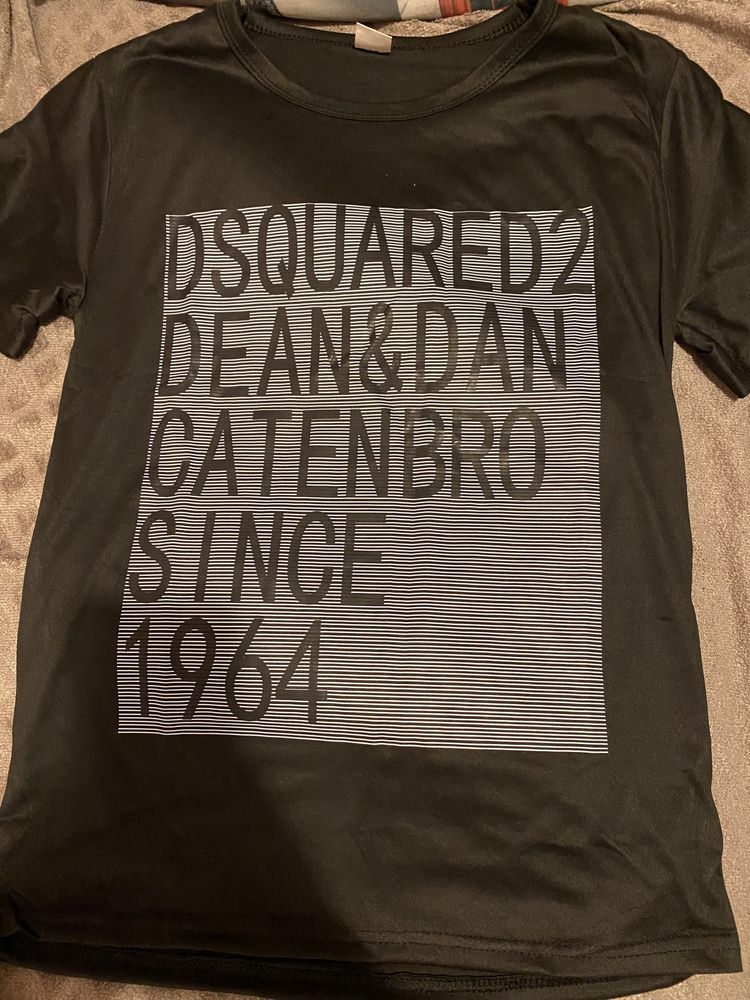 DSQUARED2
DEAN&DAN
CATENBRO
SINCE
1964